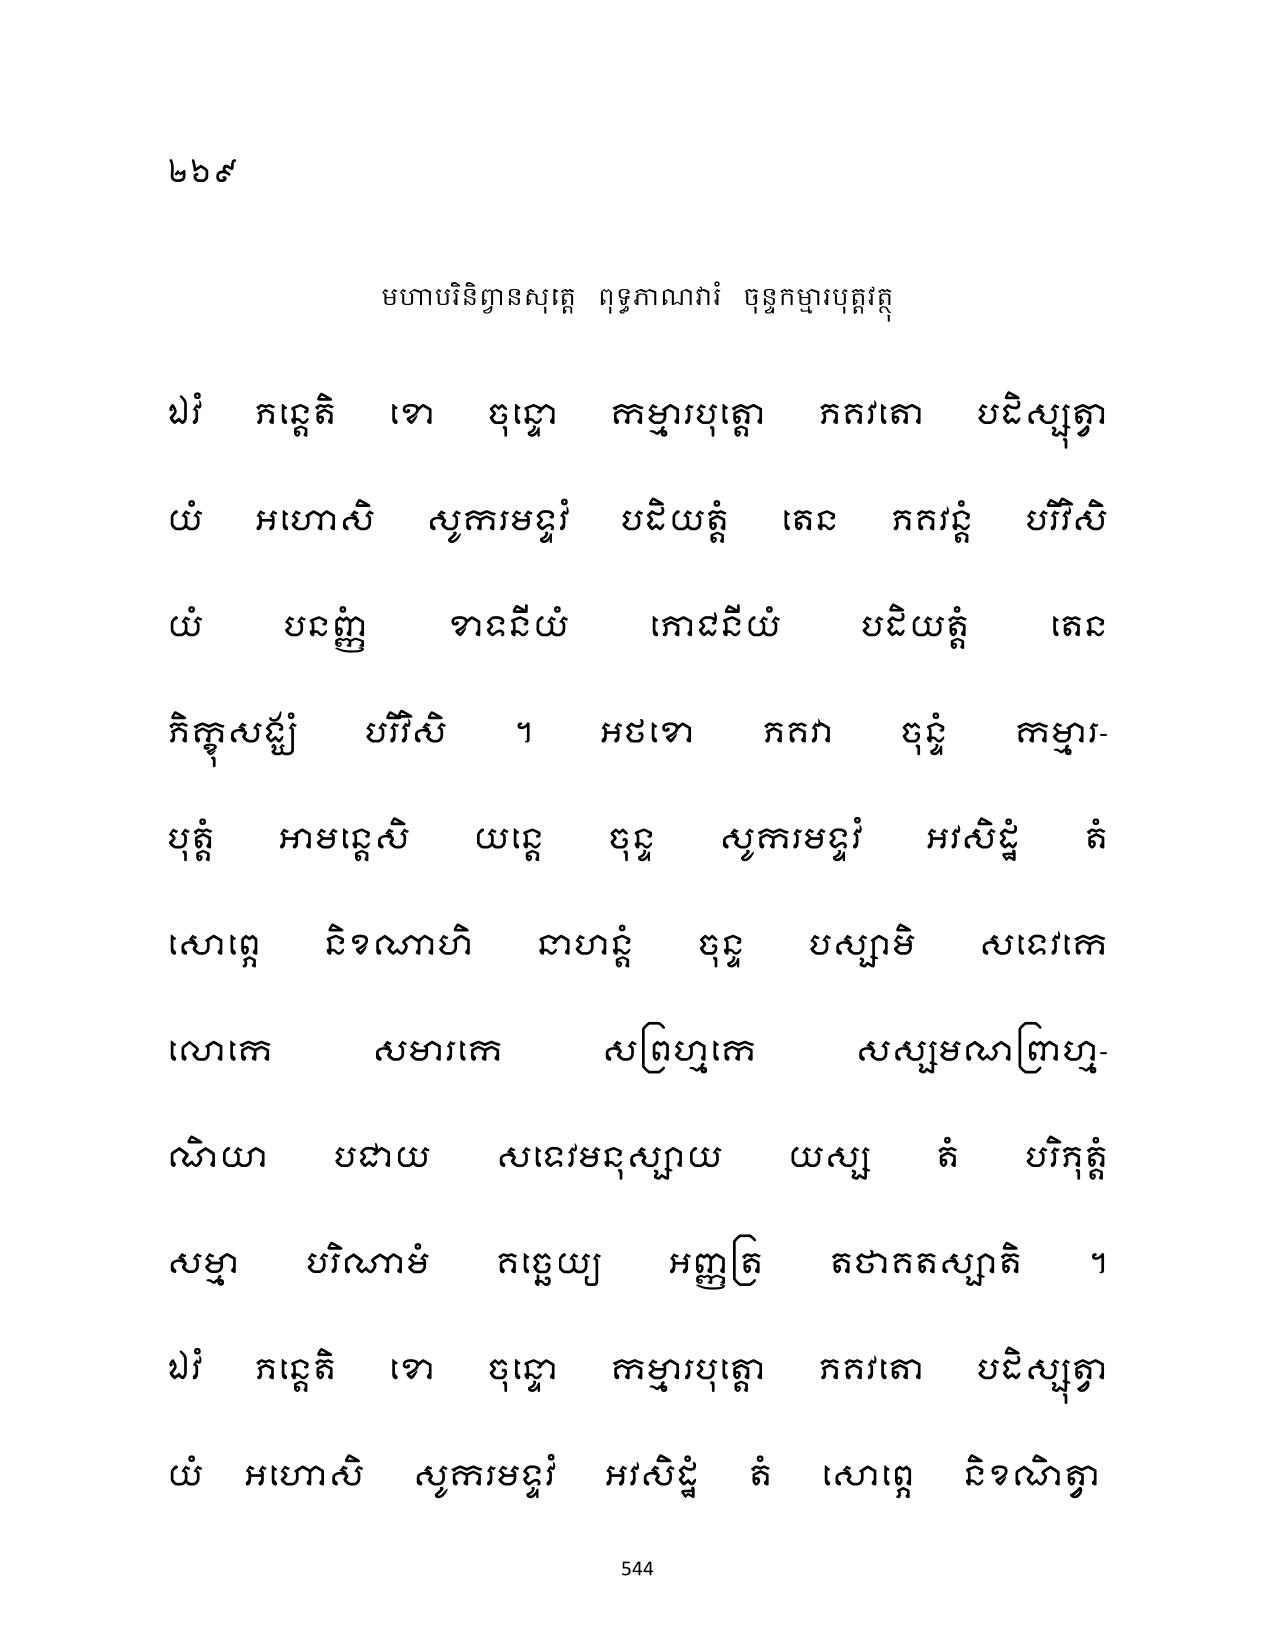 ២៦៩
មហាបរិនិព្វានសុត្តេ ពុទ្ធភាណវារំ ចុន្ទកម្មារបុត្តវត្ថុ
ឯវំ ភន្តេតិ ខោ ចុន្ទោ កម្មារបុត្តោ ភគវតោ បដិស្សុត្វា
យំ អហោសិ សូករមទ្ទវំ បដិយត្តំ តេន ភគវន្តំ បរិវិសិ
យំ បនញ្ញំ ខាទនីយំ ភោជនីយំ បដិយត្តំ តេន
ភិក្ខុសង្ឃំ បរិវិសិ ។ អថខោ ភគវា ចុន្ទំ កម្មារ-
បុត្តំ អាមន្តេសិ យន្តេ ចុន្ទ សូករមទ្ទវំ អវសិដ្ឋំ តំ
សោព្ភេ និខណាហិ នាហន្តំ ចុន្ទ បស្សាមិ សទេវកេ
លោកេ សមារកេ សព្រហ្មកេ សស្សមណព្រាហ្ម-
ណិយា បជាយ សទេវមនុស្សាយ យស្ស តំ បរិភុត្តំ
សម្មា បរិណាមំ គច្ឆេយ្យ អញ្ញត្រ តថាគតស្សាតិ ។
ឯវំ ភន្តេតិ ខោ ចុន្ទោ កម្មារបុត្តោ ភគវតោ បដិស្សុត្វា
យំ អហោសិ សូករមទ្ទវំ អវសិដ្ឋំ តំ សោព្ភេ និខណិត្វា
544